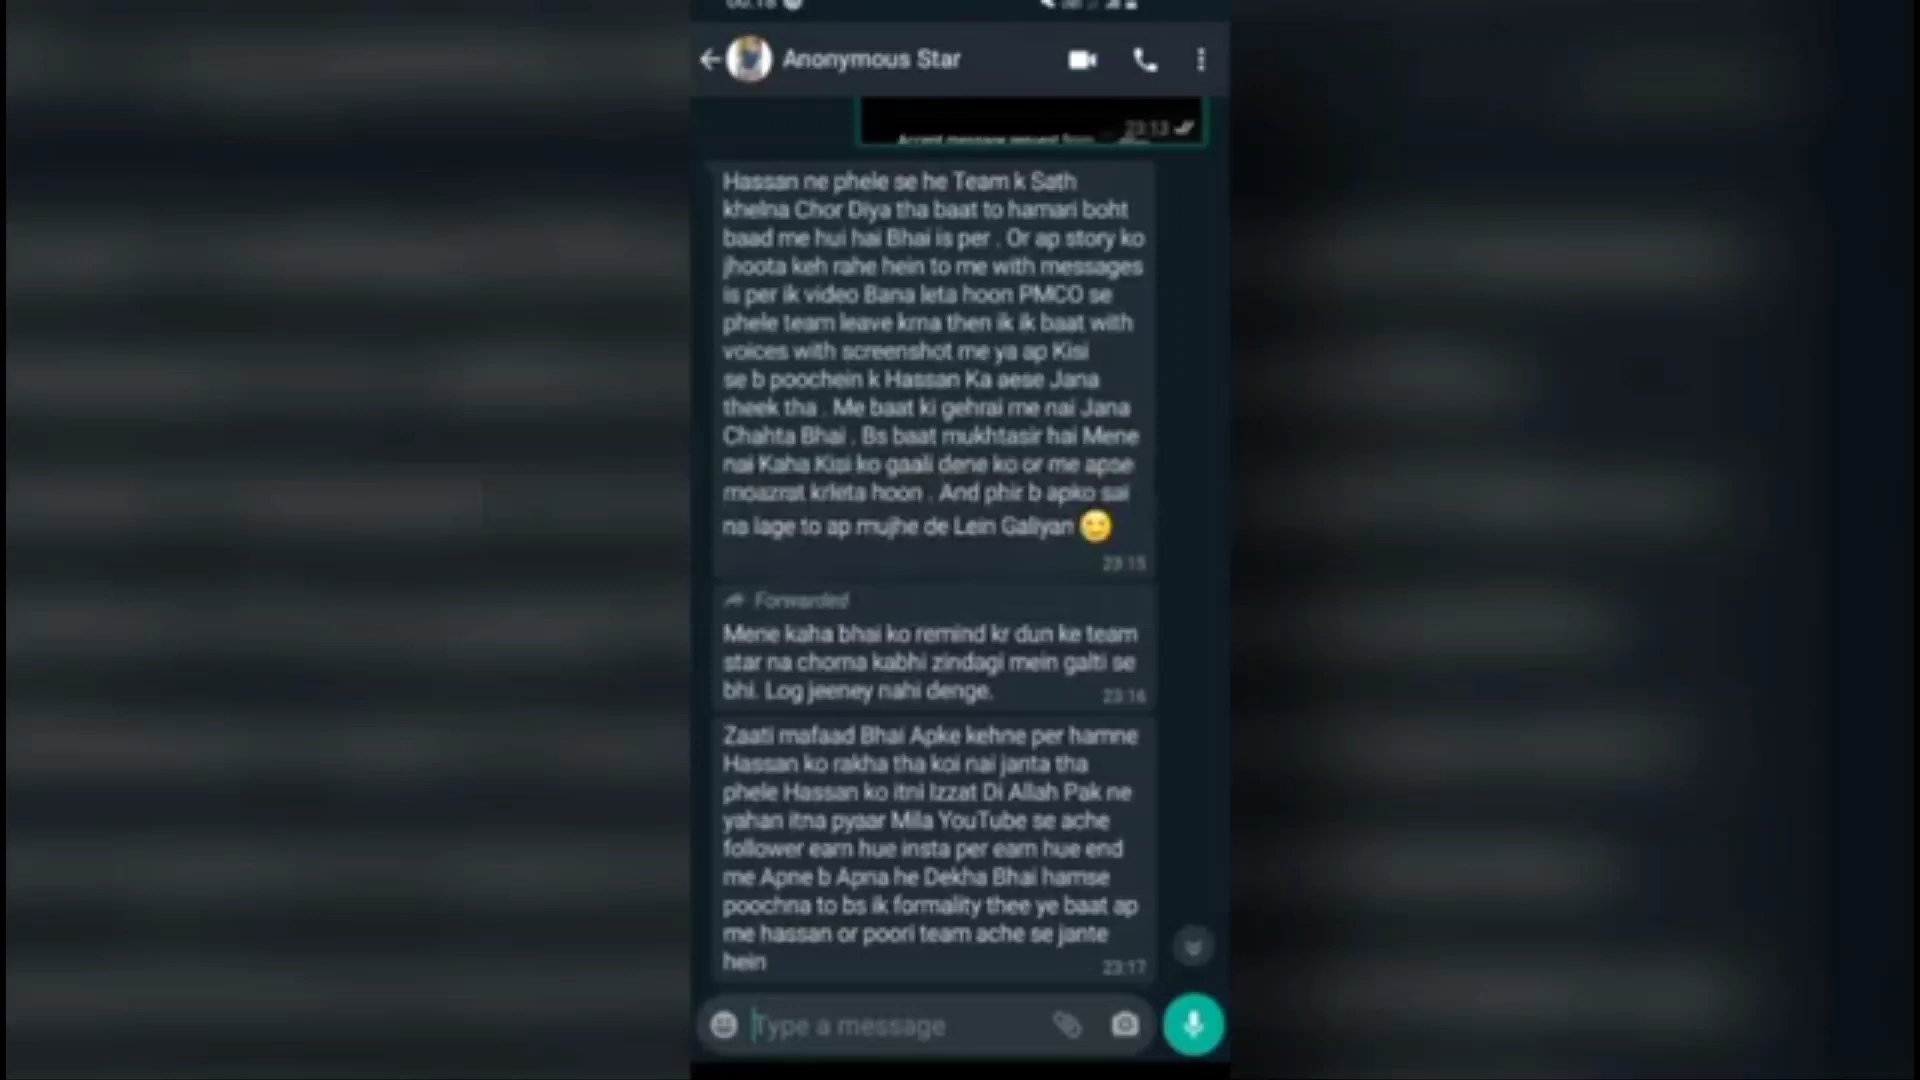 00:18
Anonymous Star
23:13
Hassan ne phele se he Team k Sath
khelna Chor Diya tha baat to hamari boht
baad me hui hai Bhai is per . Or ap story ko
jhoota keh rahe hein to me with messages
is per ik video Bana leta hoon PMCO se
phele team leave krna then ik ik baat with
voices with screenshot me ya ap Kisi
se b poochein k Hassan Ka aese Jana
theek tha . Me baat ki gehrai me nai Jana
Chahta Bhai . Bs baat mukhtasir hai Mene
nai Kaha Kisi ko gaali dene ko or me apse
moazrat krleta hoon . And phir b apko sai
na lage to ap mujhe de Lein Galiyan
23:15
Forwarded
Mene kaha bhai ko remind kr dun ke team
star na chorna kabhi zindagi mein galti se
bhi. Log jeeney nahi denge.
23:16
Zaati mafaad Bhai Apke kehne per hamne
Hassan ko rakha tha koi nai janta tha
phele Hassan ko itni Izzat Di Allah Pak ne
yahan itna pyaar Mila YouTube se ache
follower earn hue insta per earn hue end
me Apne b Apna he Dekha Bhai hamse
poochna to bs ik formality thee ye baat ap
me hassan or poori team ache se jante
hein
23:17
Type a message